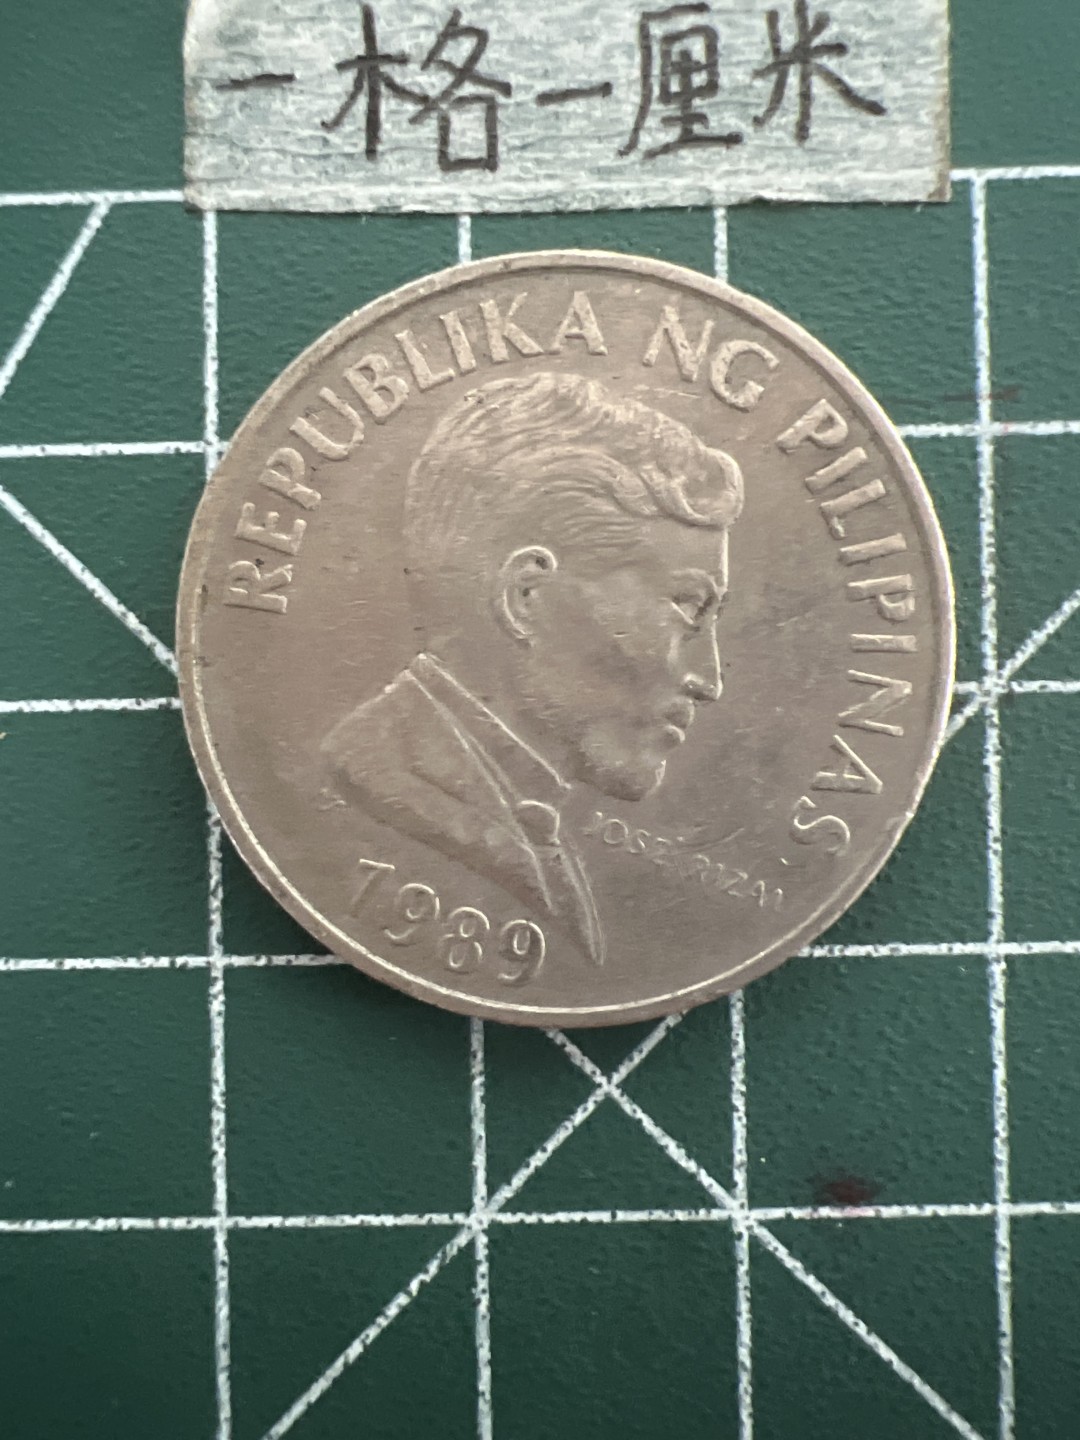 一格一厘米
REPUBLIKA NG PILIPINAS
JOSE RIZAL
1989